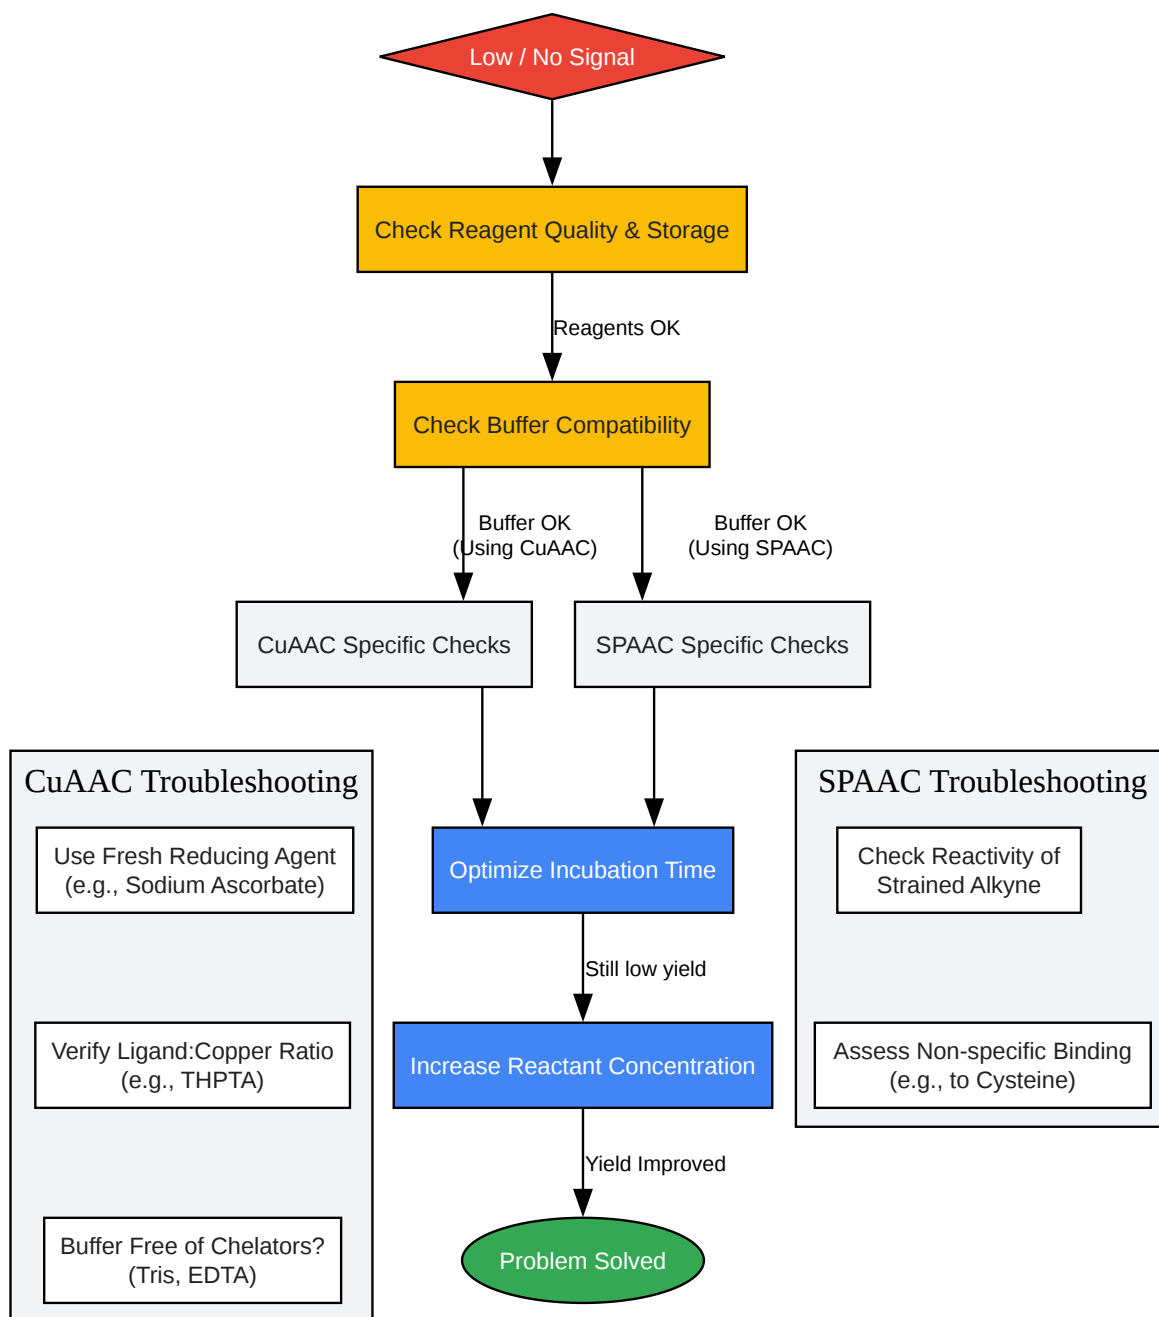 Low / No Signal
Check Reagent Quality & Storage
Reagents OK
Check Buffer Compatibility
Buffer OK
(Using CuAAC)
Buffer OK
(Using SPAAC)
CuAAC Specific Checks
SPAAC Specific Checks
CuAAC Troubleshooting
Use Fresh Reducing Agent
(e.g., Sodium Ascorbate)
Verify Ligand:Copper Ratio
(e.g., THPTA)
Buffer Free of Chelators?
(Tris, EDTA)
Optimize Incubation Time
Still low yield
Increase Reactant Concentration
Yield Improved
Problem Solved
SPAAC Troubleshooting
Check Reactivity of
Strained Alkyne
Assess Non-specific Binding
(e.g., to Cysteine)